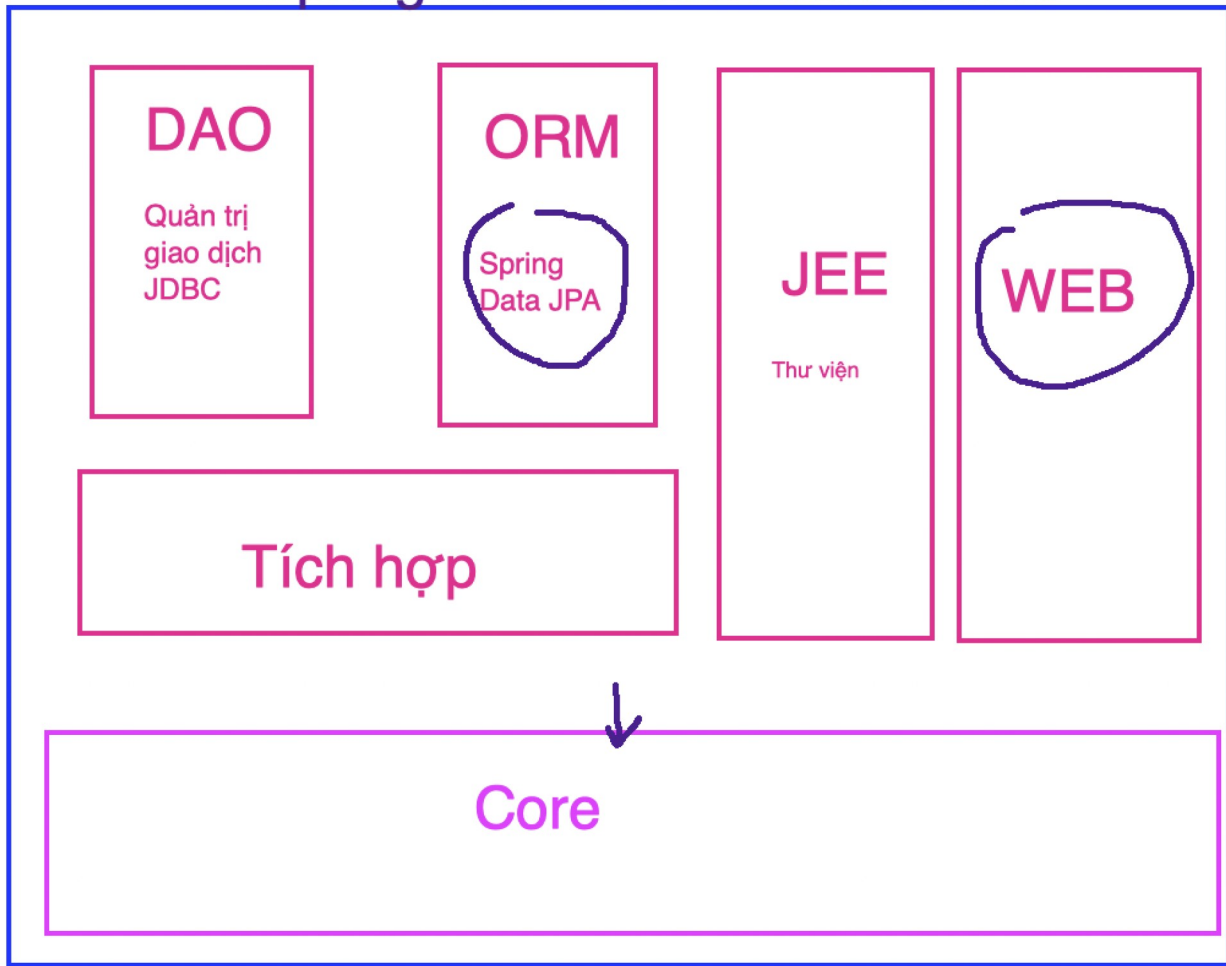 DAO
Quản trị
giao dịch
JDBC
ORM
Spring
Data JPA
JEE
Thư viện
WEB
Tích hợp
Core